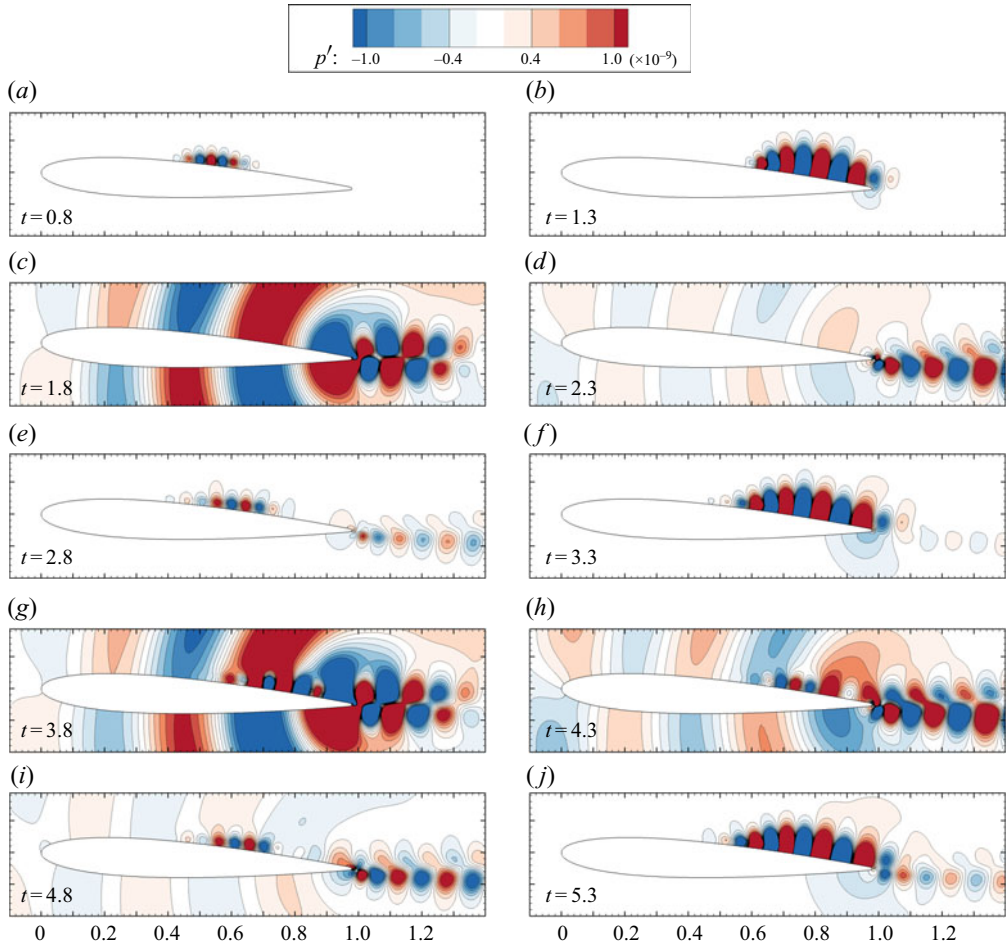 p′: −1.0 −0.4 0.4 1.0 (×10−9)
(a) (b)
t = 0.8 t = 1.3
(c) (d)
t = 1.8 t = 2.3
(e) (f)
t = 2.8 t = 3.3
(g) (h)
t = 3.8 t = 4.3
(i) (j)
t = 4.8 t = 5.3
0 0.2 0.4 0.6 0.8 1.0 1.2 0 0.2 0.4 0.6 0.8 1.0 1.2